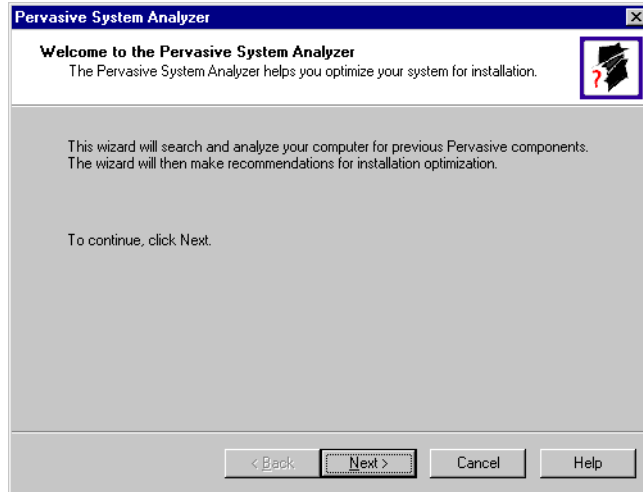 Pervasive System Analyzer
Welcome to the Pervasive System Analyzer
The Pervasive System Analyzer helps you optimize your system for installation.
?
This wizard will search and analyze your computer for previous Pervasive components.
The wizard will then make recommendations for installation optimization.
To continue, click Next.
< Back Next > Cancel Help